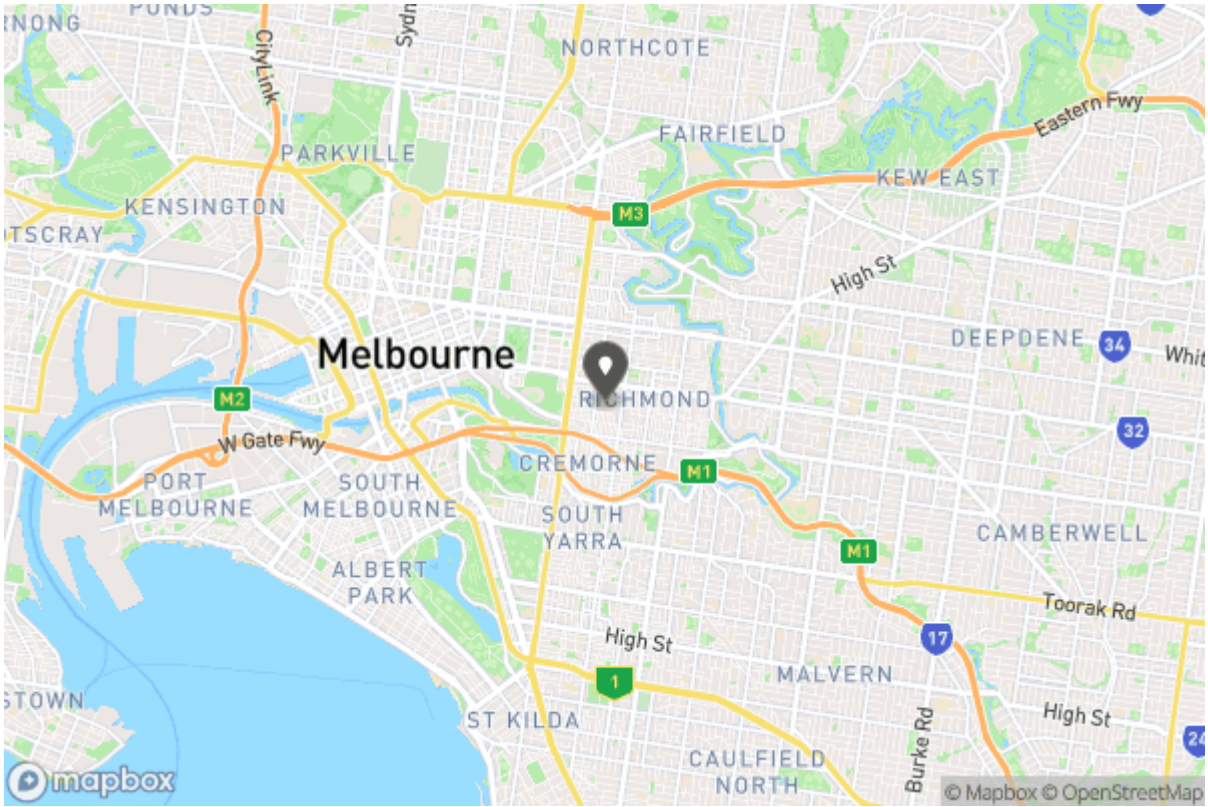 RNONG
PONDS
CityLink
Sydn
NORTHCOTE
Eastern Fwy
FAIRFIELD
PARKVILLE
KEW EAST
KENSINGTON
M3
OTSCRAY
High St
DEEPDENE
34
Whit
Melbourne
M2
RICHMOND
32
W Gate Fwy
CREMORNE
M1
PORT
MELBOURNE
SOUTH
MELBOURNE
SOUTH
YARRA
CAMBERWELL
M1
ALBERT
PARK
Toorak Rd
High St
17
MALVERN
1
STOWN
ST KILDA
High St
Burke Rd
24
CAULFIELD
NORTH
mapbox
© Mapbox © OpenStreetMap